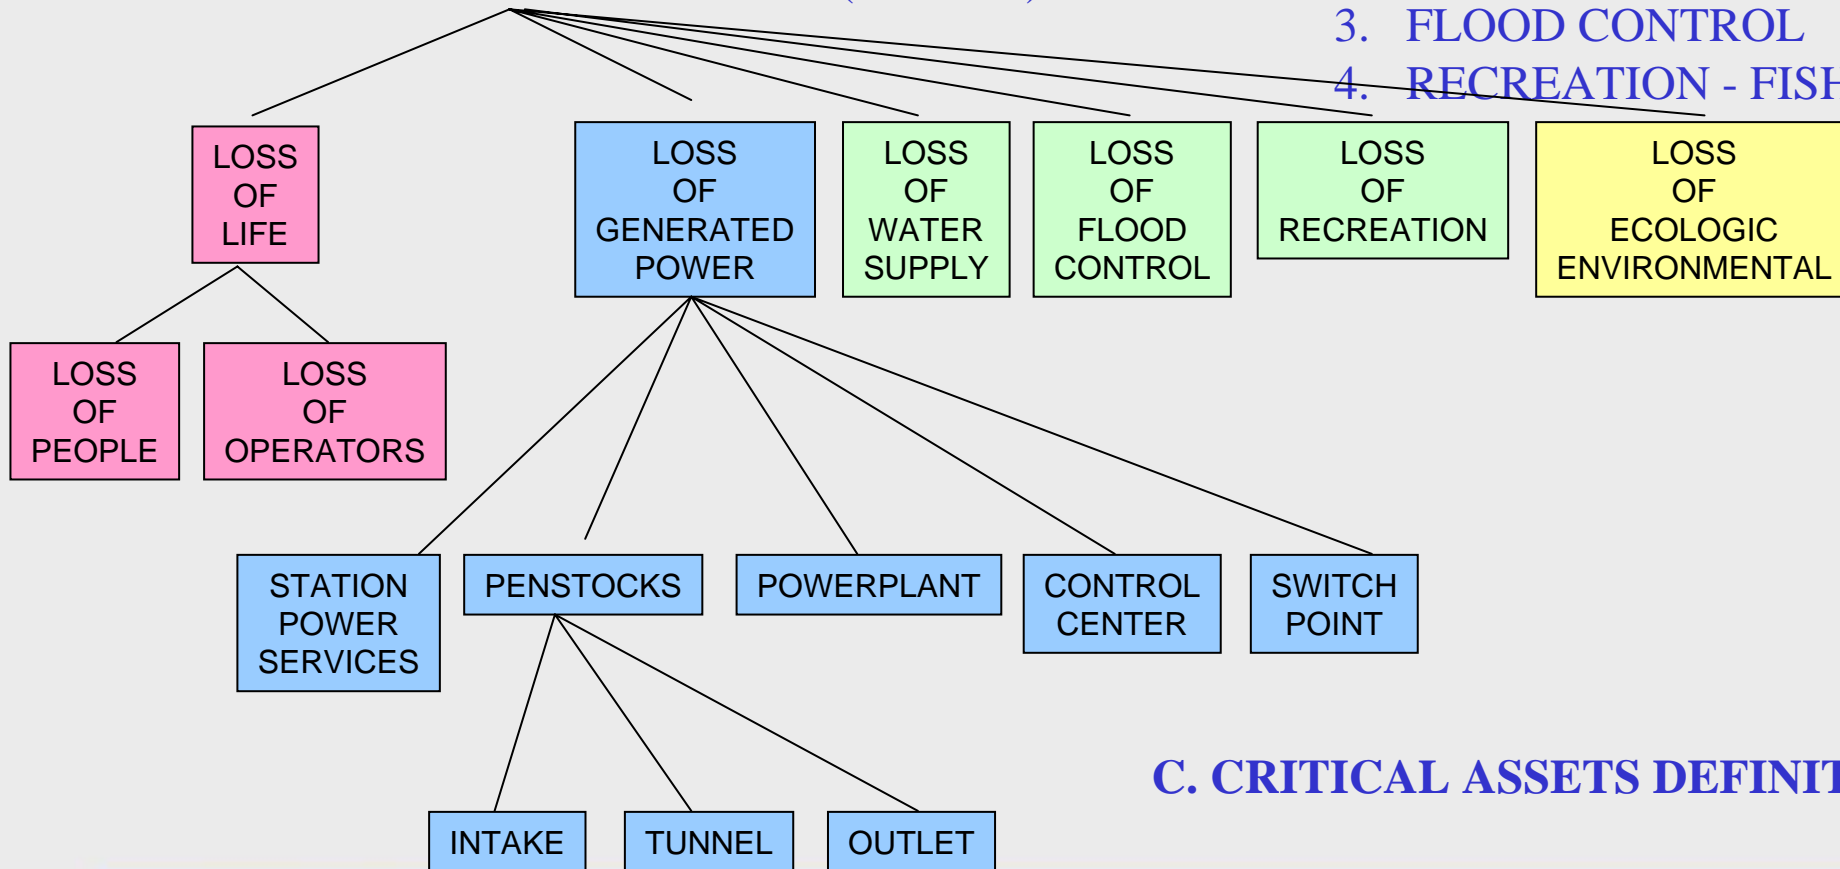 3. FLOOD CONTROL
4. RECREATION - FISH
LOSS
OF
LIFE
LOSS
OF
GENERATED
POWER
LOSS
OF
WATER
SUPPLY
LOSS
OF
FLOOD
CONTROL
LOSS
OF
RECREATION
LOSS
OF
ECOLOGIC
ENVIRONMENTAL
LOSS
OF
PEOPLE
LOSS
OF
OPERATORS
STATION
POWER
SERVICES
PENSTOCKS
POWERPLANT
CONTROL
CENTER
SWITCH
POINT
C. CRITICAL ASSETS DEFINIT
INTAKE
TUNNEL
OUTLET